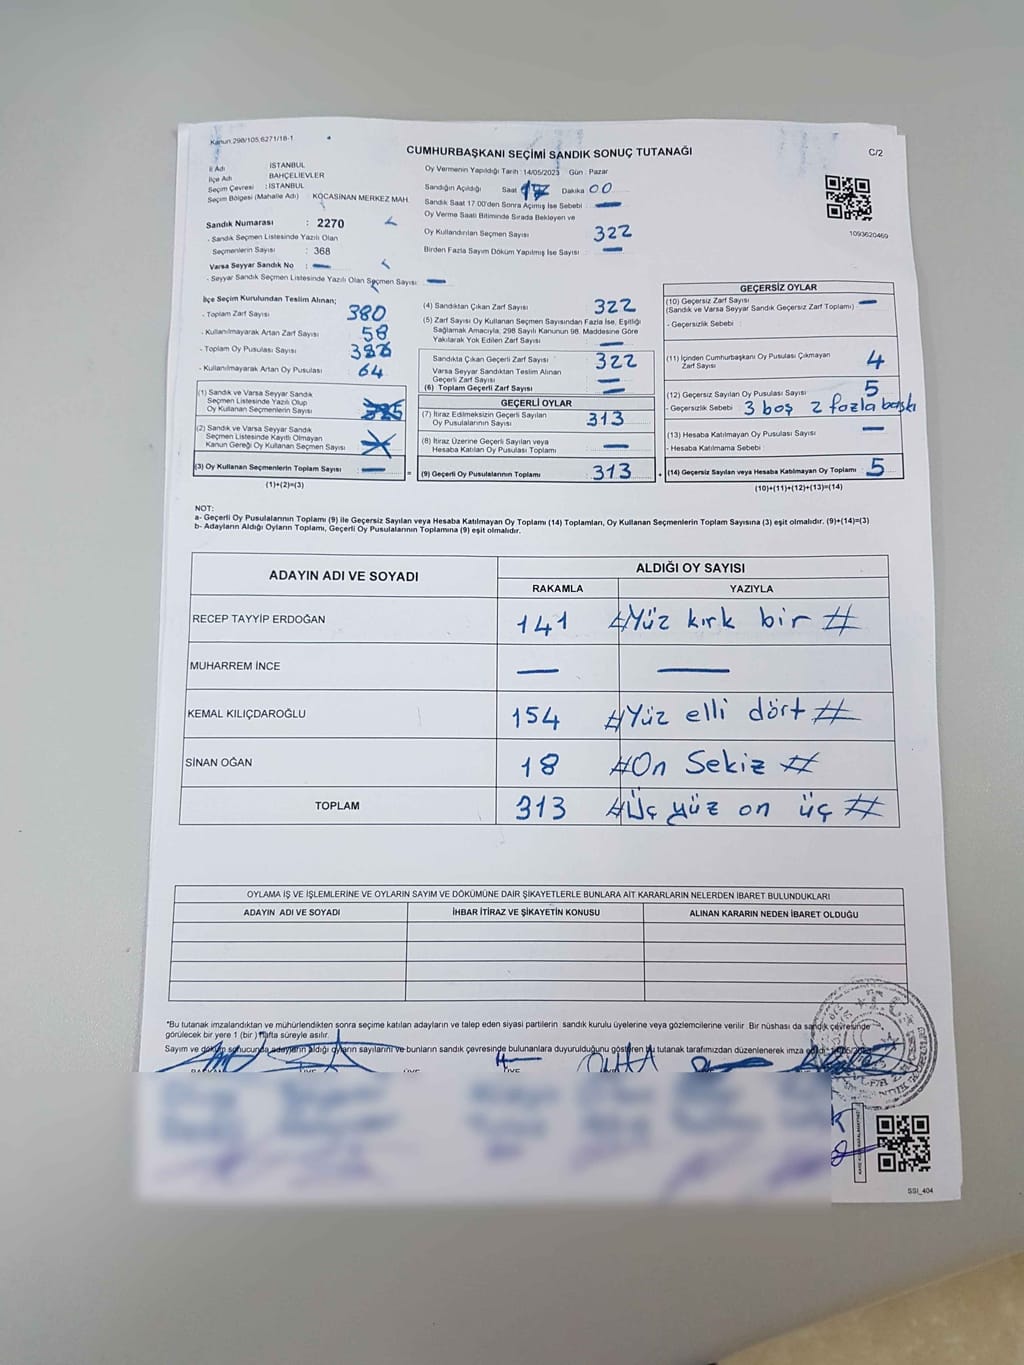 Kanun:298/105,6271/18-1
CUMHURBAŞKANI SEÇİMİ SANDIK SONUÇ TUTANAĞI
C/2
İl Adı : İSTANBUL
İlçe Adı : BAHÇELİEVLER
Seçim Çevresi : İSTANBUL
Seçim Bölgesi (Mahalle Adı) : KOCASİNAN MERKEZ MAH.
Oy Vermenin Yapıldığı Tarih : 14/05/2023 Gün : Pazar
Sandığın Açıldığı Saat 17 Dakika 00
Sandık Saat 17:00'den Sonra Açılmış İse Sebebi :
Oy Verme Saati Bitiminde Sırada Bekleyen ve
Oy Kullandırılan Seçmen Sayısı 322
Birden Fazla Sayım Döküm Yapılmış İse Sayısı :
1093620469
Sandık Numarası : 2270
- Sandık Seçmen Listesinde Yazılı Olan
Seçmenlerin Sayısı : 368
Varsa Seyyar Sandık No :
- Seyyar Sandık Seçmen Listesinde Yazılı Olan Seçmen Sayısı :
İlçe Seçim Kurulundan Teslim Alınan;
- Toplam Zarf Sayısı 380
- Kullanılmayarak Artan Zarf Sayısı 58
- Toplam Oy Pusulası Sayısı
- Kullanılmayarak Artan Oy Pusulası 64
(1) Sandık ve Varsa Seyyar Sandık
Seçmen Listesinde Yazılı Olup
Oy Kullanan Seçmenlerin Sayısı
(2) Sandık ve Varsa Seyyar Sandık
Seçmen Listesinde Kayıtlı Olmayan
Kanun Gereği Oy Kullanan Seçmen Sayısı
(3) Oy Kullanan Seçmenlerin Toplam Sayısı =
(1)+(2)=(3)
(4) Sandıktan Çıkan Zarf Sayısı 322
(5) Zarf Sayısı Oy Kullanan Seçmen Sayısından Fazla İse, Eşitliği
Sağlamak Amacıyla, 298 Sayılı Kanunun 98. Maddesine Göre
Yakılarak Yok Edilen Zarf Sayısı
Sandıkta Çıkan Geçerli Zarf Sayısı 322
Varsa Seyyar Sandıktan Teslim Alınan
Geçerli Zarf Sayısı
(6) Toplam Geçerli Zarf Sayısı
GEÇERLİ OYLAR
(7) İtiraz Edilmeksizin Geçerli Sayılan
Oy Pusulasının Sayısı 313
(8) İtiraz Üzerine Geçerli Sayılan veya
Hesaba Katılan Oy Pusulası Toplamı
(9) Geçerli Oy Pusulalarının Toplamı 313 +
GEÇERSİZ OYLAR
(10) Geçersiz Zarf Sayısı
(Sandık ve Varsa Seyyar Sandık Geçersiz Zarf Toplamı)
- Geçersizlik Sebebi :
(11) İçinden Cumhurbaşkanı Oy Pusulası Çıkmayan
Zarf Sayısı 4
(12) Geçersiz Sayılan Oy Pusulası Sayısı 5
- Geçersizlik Sebebi 3 boş 2 fazla baskı
(13) Hesaba Katılmayan Oy Pusulası Sayısı
- Hesaba Katılmama Sebebi :
(14) Geçersiz Sayılan veya Hesaba Katılmayan Oy Toplamı 5
(10)+(11)+(12)+(13)=(14)
NOT:
a- Geçerli Oy Pusulalarının Toplamı (9) ile Geçersiz Sayılan veya Hesaba Katılmayan Oy Toplamı (14) Toplamları, Oy Kullanan Seçmenlerin Toplam Sayısına (3) eşit olmalıdır. (9)+(14)=(3)
b- Adayların Aldığı Oyların Toplamı, Geçerli Oy Pusulalarının Toplamına (9) eşit olmalıdır.
ADAYIN ADI VE SOYADI
ALDIĞI OY SAYISI
RAKAMLA YAZIYLA
RECEP TAYYİP ERDOĞAN 141 #Yüz kırk bir #
MUHARREM İNCE
KEMAL KILIÇDAROĞLU 154 #Yüz elli dört #
SİNAN OĞAN 18 #On Sekiz #
TOPLAM 313 #Üç yüz on üç #
OYLAMA İŞ VE İŞLEMLERİNE VE OYLARIN SAYIM VE DÖKÜMÜNE DAİR ŞİKAYETLERLE BUNLARA AİT KARARLARIN NELERDEN İBARET BULUNDUKLARI
ADAYIN ADI VE SOYADI İHBAR İTİRAZ VE ŞİKAYETİN KONUSU ALINAN KARARIN NEDEN İBARET OLDUĞU
*Bu tutanak imzalandıktan ve mühürlendikten sonra seçime katılan adayların ve talep eden siyasi partilerin sandık kurulu üyelerine veya gözlemcilerine verilir. Bir nüshası da sandık çevresinde
görülecek bir yere 1 (bir) hafta süreyle asılır.
Sayım ve döküm sonucunda adayların aldığı oyların sayılarını ve bunların sandık çevresinde bulunanlara duyurulduğunu gösteren bu tutanak tarafımızdan düzenlenerek imza edildi.
SSI_404